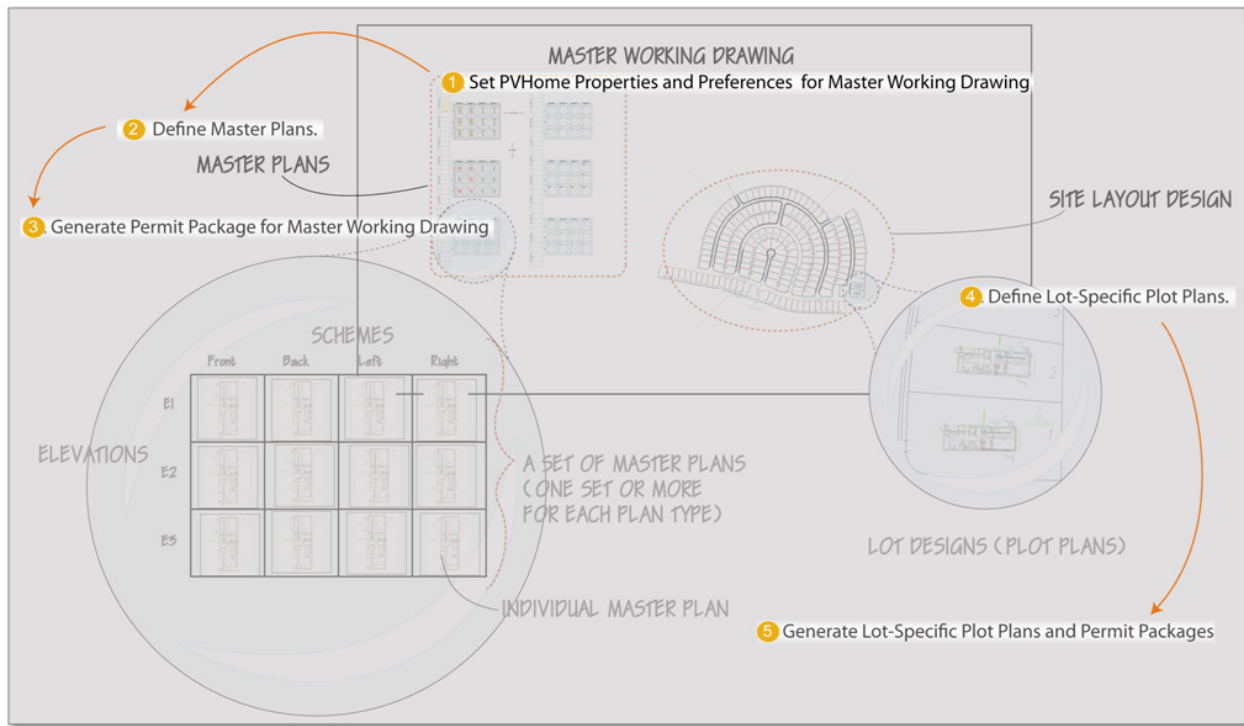 MASTER WORKING DRAWING
1 Set PVHome Properties and Preferences for Master Working Drawing
2 Define Master Plans.
MASTER PLANS
SITE LAYOUT DESIGN
3. Generate Permit Package for Master Working Drawing
4. Define Lot-Specific Plot Plans.
SCHEMES
Front Back Left Right
E1
ELEVATIONS
E2
E3
3
2
A SET OF MASTER PLANS
(ONE SET OR MORE
FOR EACH PLAN TYPE)
LOT DESIGNS (PLOT PLANS)
INDIVIDUAL MASTER PLAN
5 Generate Lot-Specific Plot Plans and Permit Packages